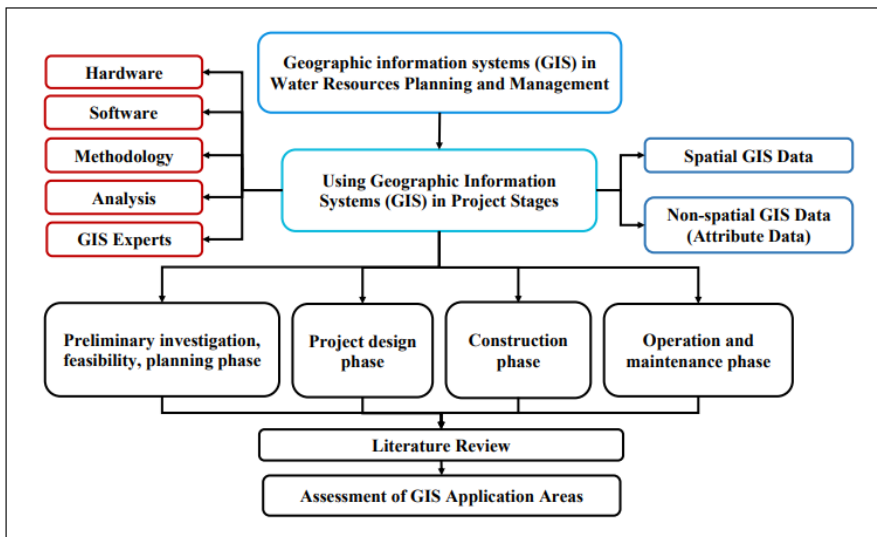 Geographic information systems (GIS) in
Water Resources Planning and Management
Hardware
Software
Methodology
Analysis
GIS Experts
Using Geographic Information
Systems (GIS) in Project Stages
Spatial GIS Data
Non-spatial GIS Data
(Attribute Data)
Preliminary investigation,
feasibility, planning phase
Project design
phase
Construction
phase
Operation and
maintenance phase
Literature Review
Assessment of GIS Application Areas